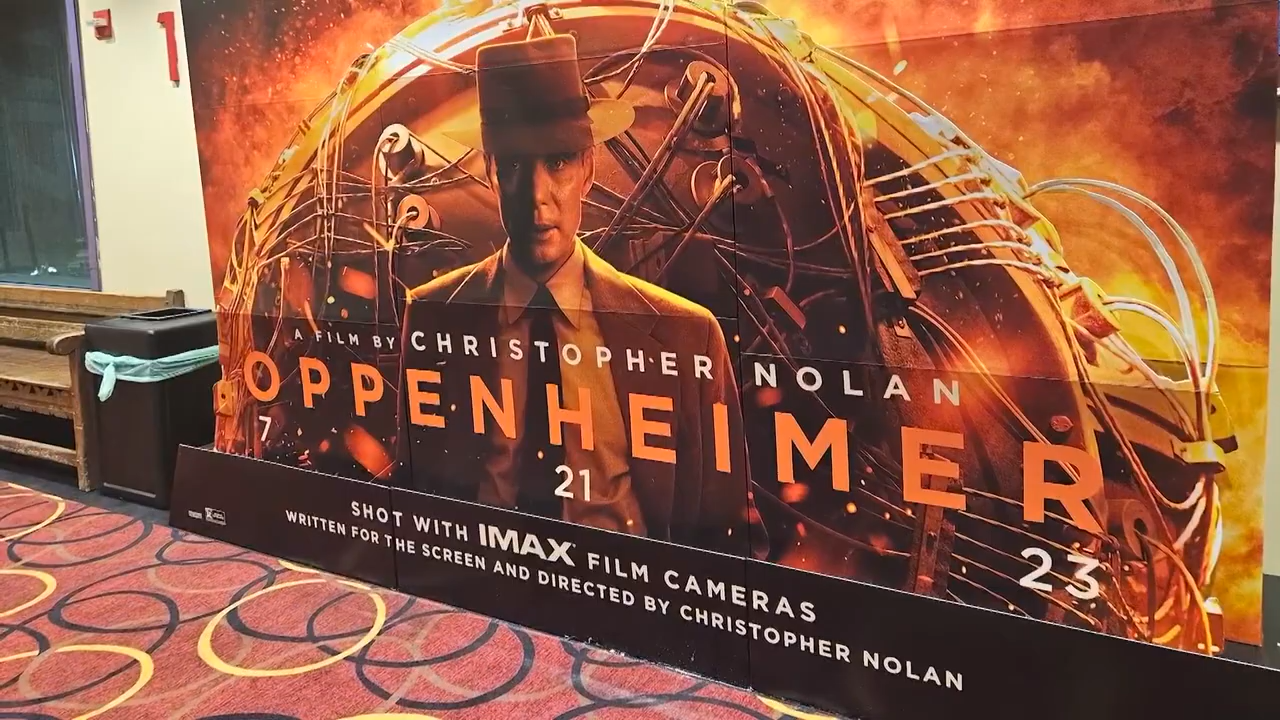 A FILM BY CHRISTOPHER NOLAN
OPPENHEIMER
7 21 23
SHOT WITH IMAX FILM CAMERAS
WRITTEN FOR THE SCREEN AND DIRECTED BY CHRISTOPHER NOLAN